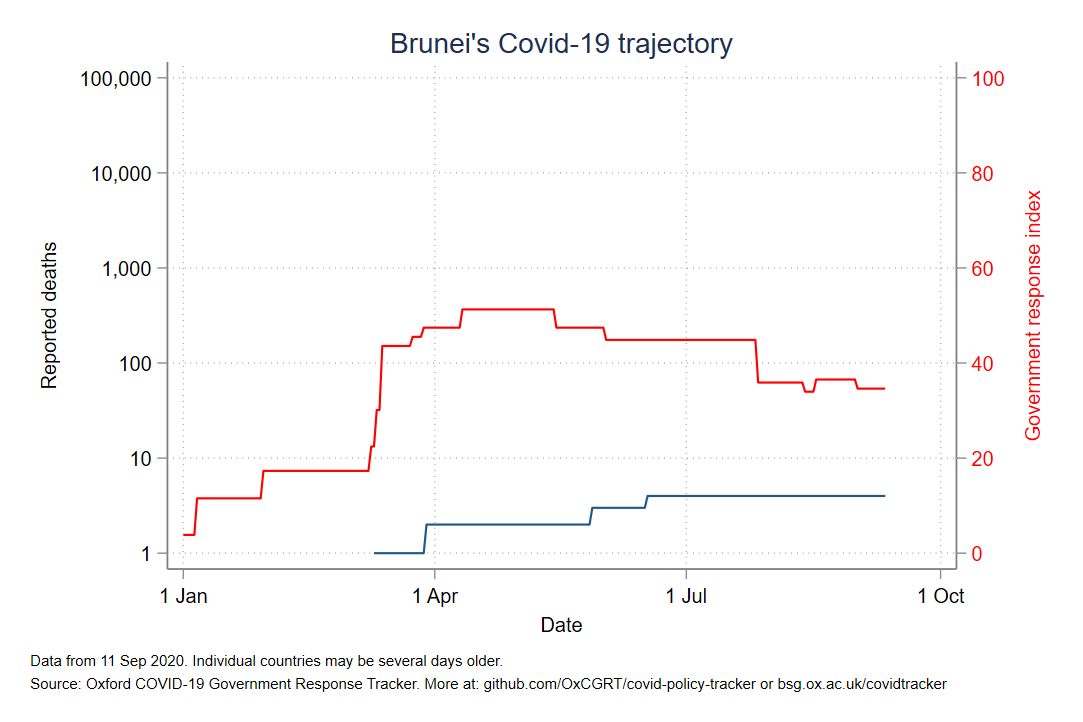 Brunei's Covid-19 trajectory
100,000
10,000
1,000
100
10
1
Reported deaths
100
80
60
40
20
0
Government response index
1 Jan
1 Apr
1 Jul
1 Oct
Date
Data from 11 Sep 2020. Individual countries may be several days older.
Source: Oxford COVID-19 Government Response Tracker. More at: github.com/OxCGRT/covid-policy-tracker or bsg.ox.ac.uk/covidtracker